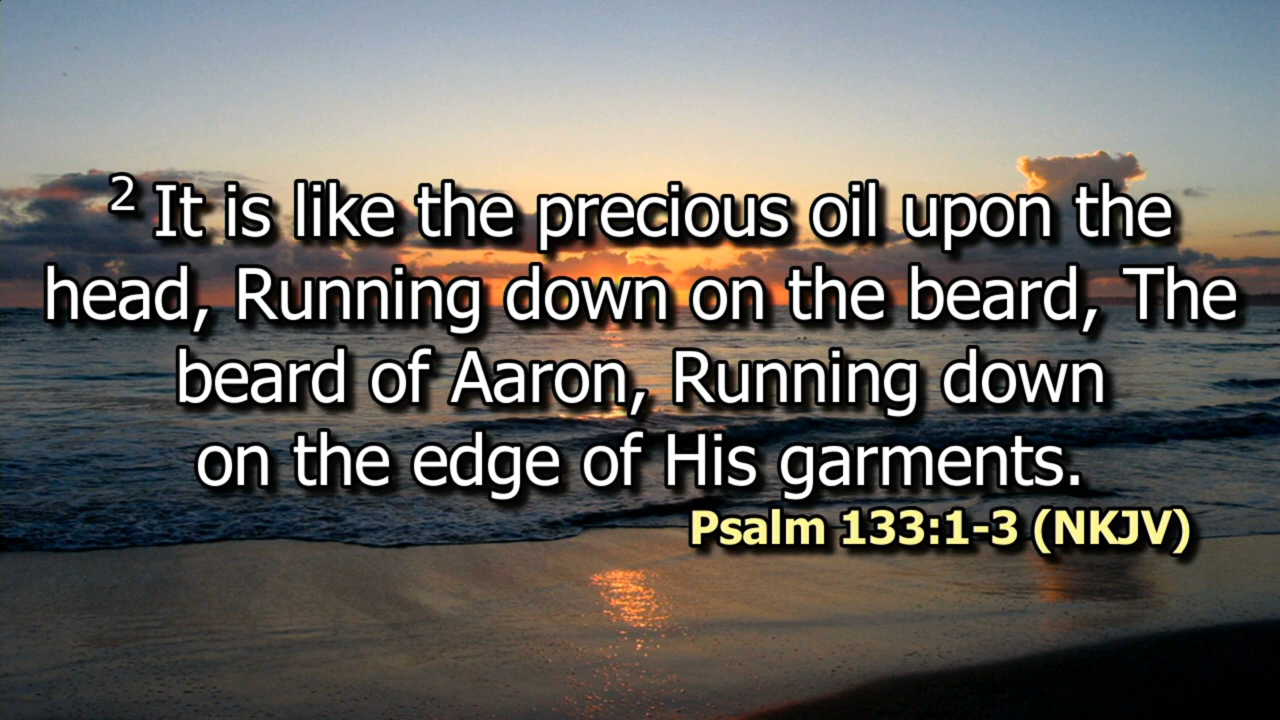 2 It is like the precious oil upon the
head, Running down on the beard, The
beard of Aaron, Running down
on the edge of His garments.
Psalm 133:1-3 (NKJV)